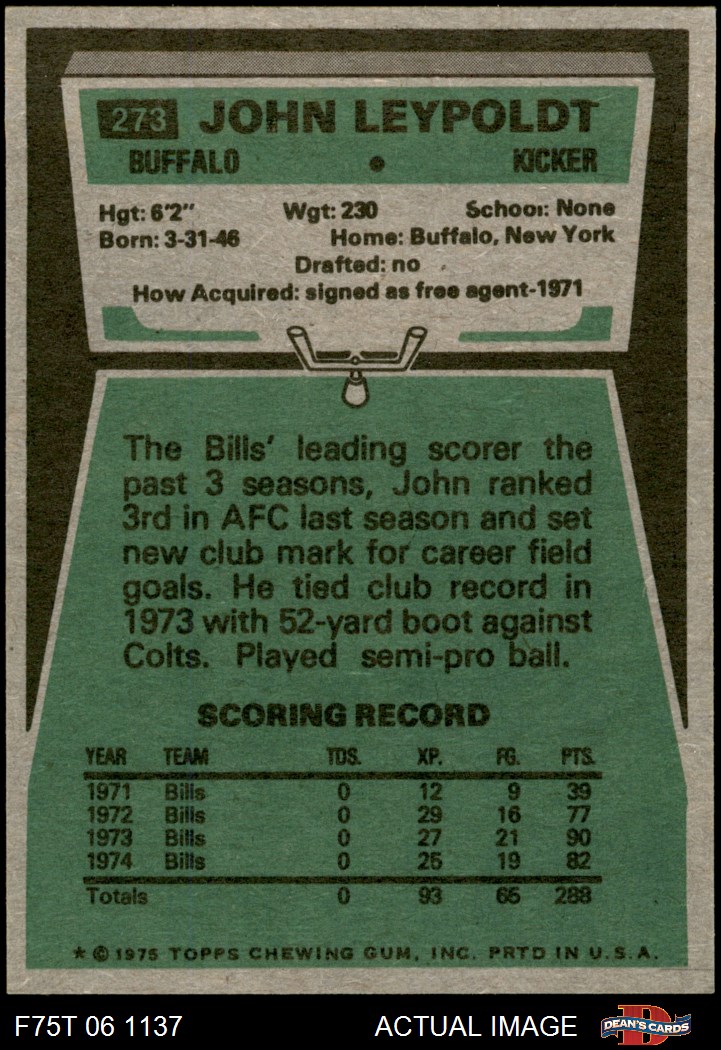 273 JOHN LEYPOLDT
BUFFALO • KICKER
Hgt: 6'2" Wgt: 230 School: None
Born: 3-31-46 Home: Buffalo, New York
Drafted: no
How Acquired: signed as free agent-1971
The Bills' leading scorer the
past 3 seasons, John ranked
3rd in AFC last season and set
new club mark for career field
goals. He tied club record in
1973 with 52-yard boot against
Colts. Played semi-pro ball.
SCORING RECORD
YEAR TEAM TDS. XP. FG. PTS.
1971 Bills 0 12 9 39
1972 Bills 0 29 16 77
1973 Bills 0 27 21 90
1974 Bills 0 25 19 82
Totals 0 93 65 288
* © 1975 TOPPS CHEWING GUM, INC. PRTD IN U.S.A.
F75T 06 1137 ACTUAL IMAGE DEAN'S CARDS